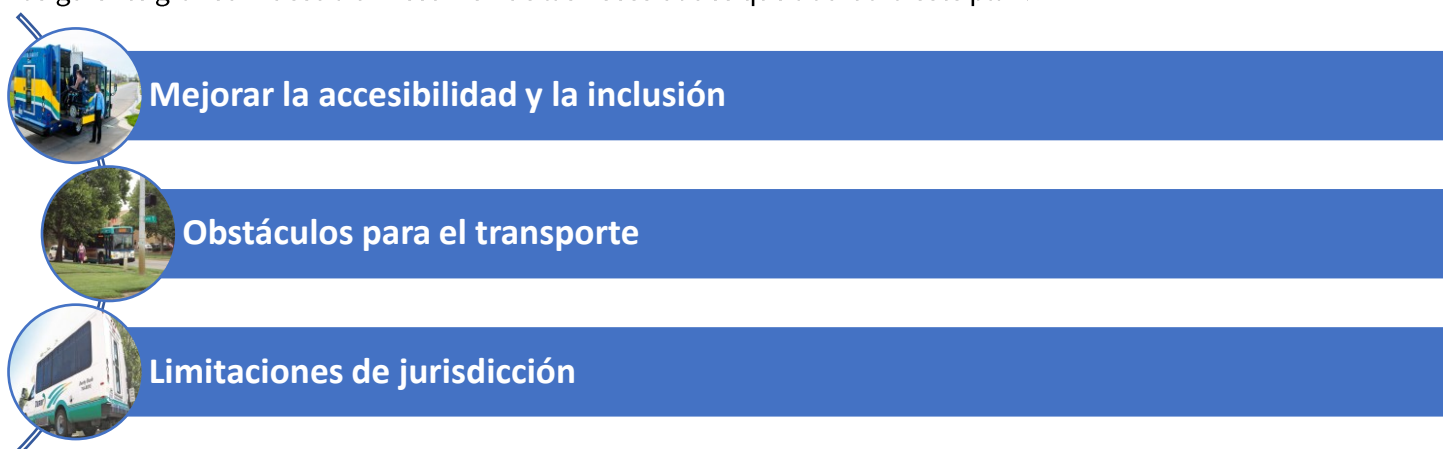 Mejorar la accesibilidad y la inclusión
Obstáculos para el transporte
Limitaciones de jurisdicción